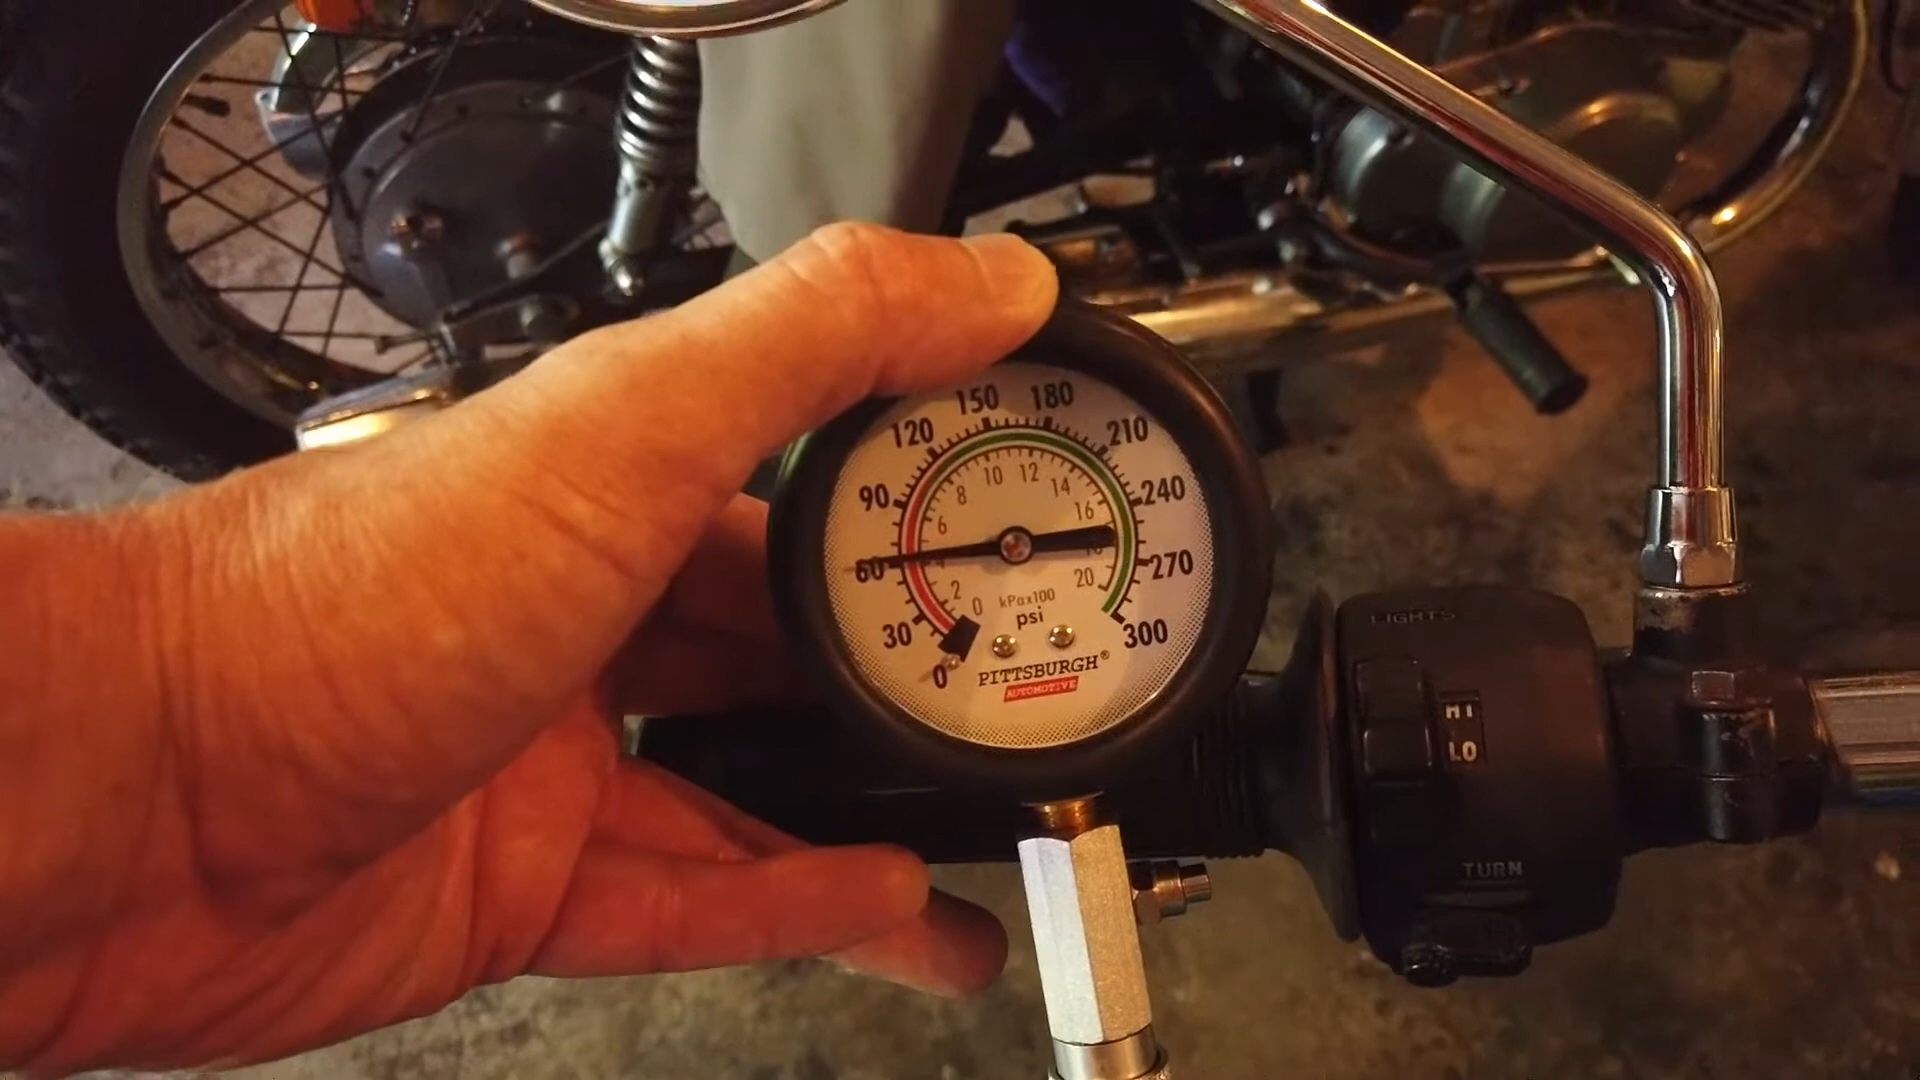 150 180
120 210
90 240
60 270
30 300
0
10 12
8 14
6 16
4 18
2 20
0
kPax100
psi
PITTSBURGH®
AUTOMOTIVE
LIGHTS
HI
LO
TURN